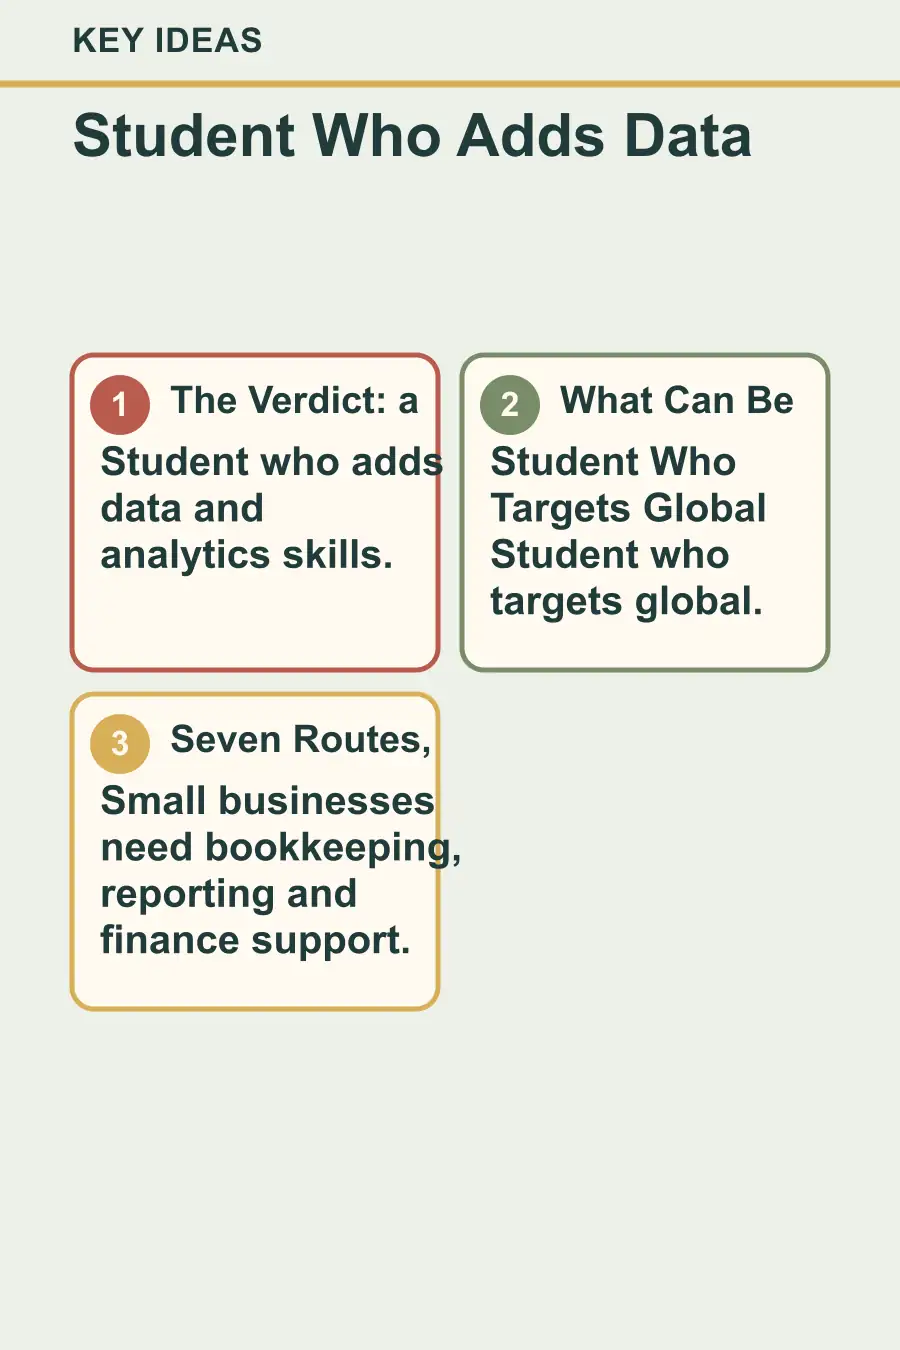 KEY IDEAS
Student Who Adds Data
1 The Verdict: a
Student who adds
data and
analytics skills.
2 What Can Be
Student Who
Targets Global
Student who
targets global.
3 Seven Routes,
Small businesses
need bookkeeping,
reporting and
finance support.